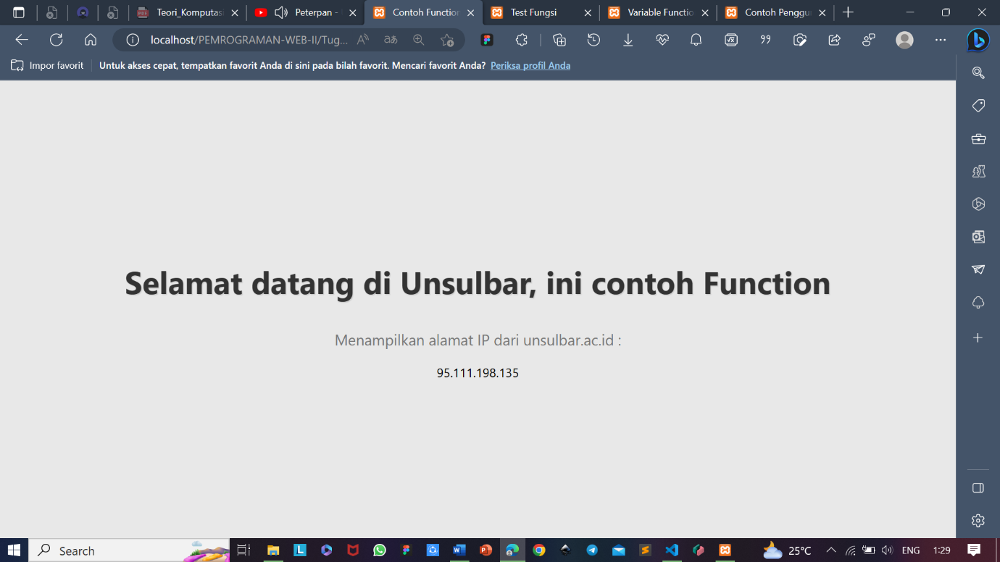 Teori_Komputas
Peterpan -
Contoh Function
Test Fungsi
Variable Functio
Contoh Penggu
localhost/PEMROGRAMAN-WEB-II/Tug...
Impor favorit
Untuk akses cepat, tempatkan favorit Anda di sini pada bilah favorit. Mencari favorit Anda? Periksa profil Anda
Selamat datang di Unsulbar, ini contoh Function
Menampilkan alamat IP dari unsulbar.ac.id :
95.111.198.135
Search
25°C
ENG
1:29